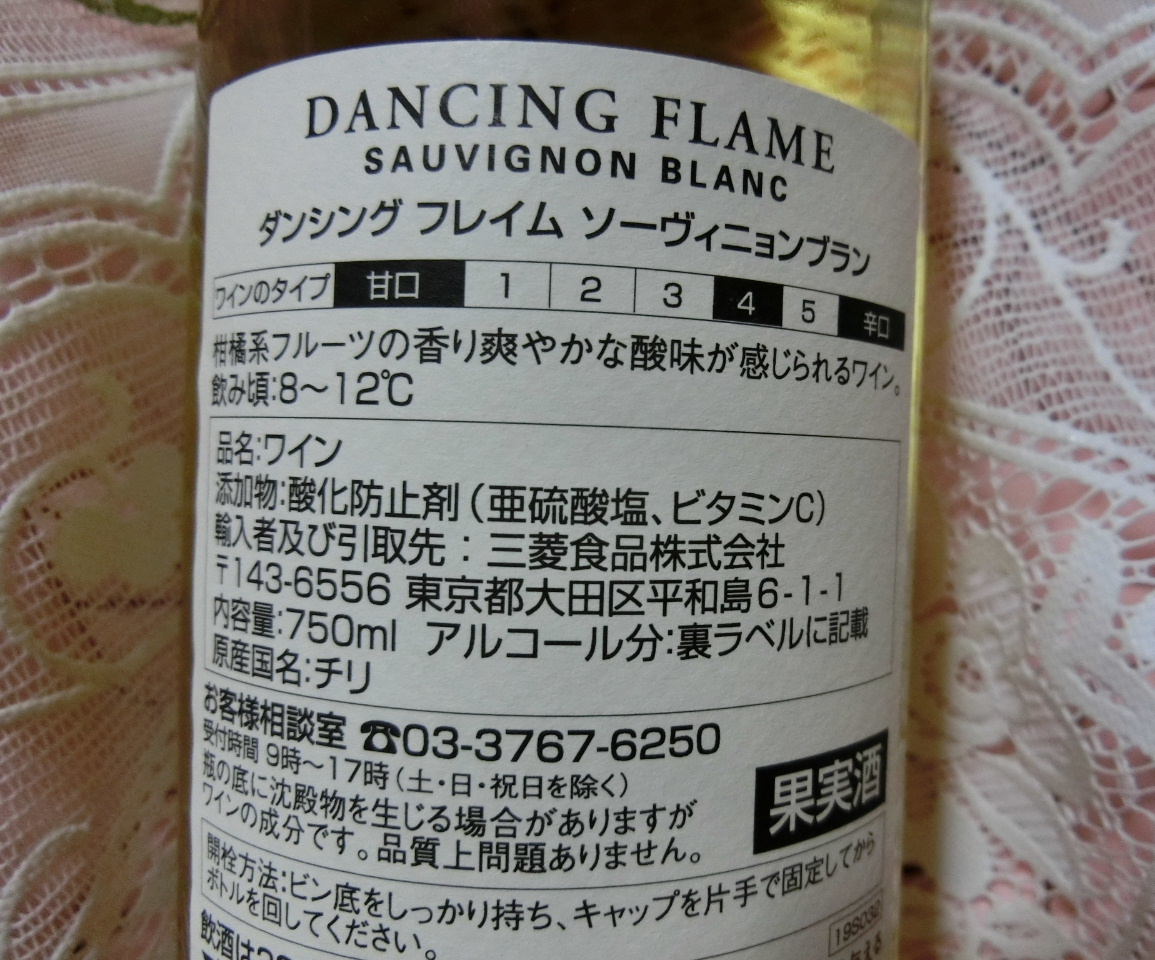 DANCING FLAME
SAUVIGNON BLANC
ダンシング フレイム ソーヴィニョンブラン
ワインのタイプ 甘口 1 2 3 4 5 辛口
柑橘系フルーツの香り爽やかな酸味が感じられるワイン。
飲み頃:8〜12℃
品名:ワイン
添加物:酸化防止剤(亜硫酸塩、ビタミンC)
輸入者及び引取先:三菱食品株式会社
〒143-6556 東京都大田区平和島6-1-1
内容量:750ml アルコール分:裏ラベルに記載
原産国名:チリ
お客様相談室 ☎03-3767-6250
受付時間 9時〜17時(土・日・祝日を除く)
瓶の底に沈殿物を生じる場合がありますが
ワインの成分です。品質上問題ありません。
果実酒
開栓方法:ビン底をしっかり持ち、キャップを片手で固定してから
ボトルを回してください。
19S032
飲酒は